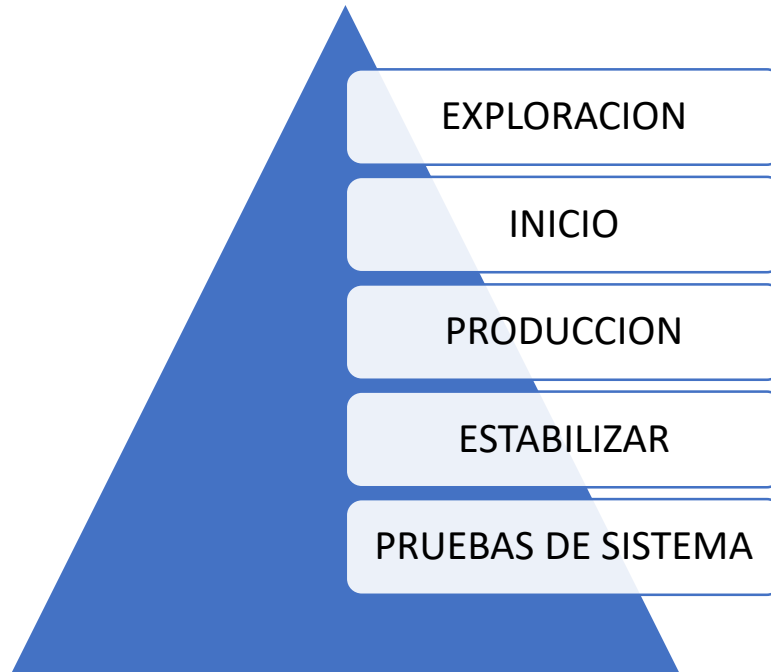 EXPLORACION
INICIO
PRODUCCION
ESTABILIZAR
PRUEBAS DE SISTEMA